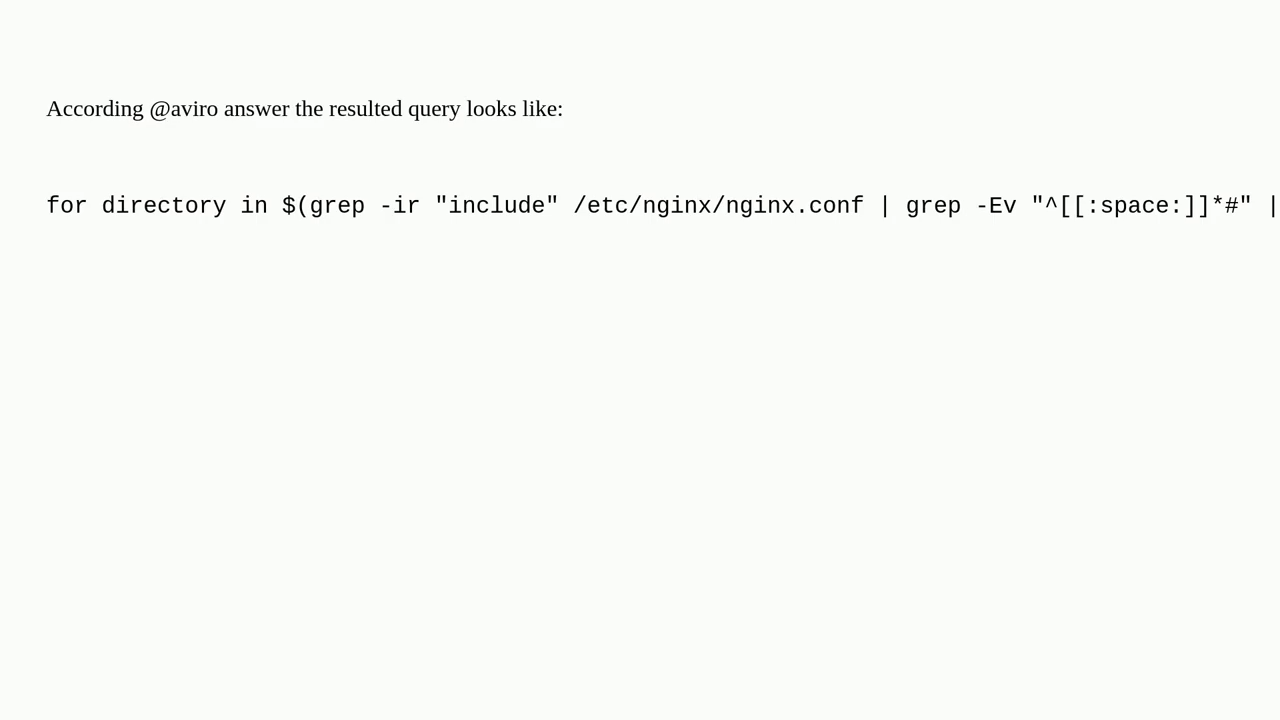 According @aviro answer the resulted query looks like:
for directory in $(grep -ir "include" /etc/nginx/nginx.conf | grep -Ev "^[[:space:]]*#" |